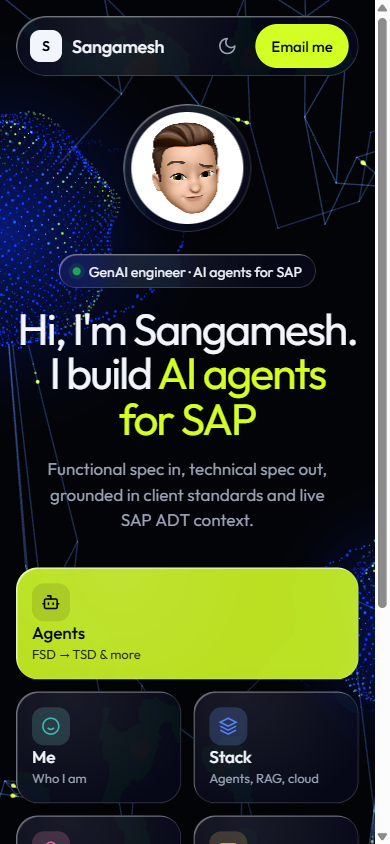 S Sangamesh Email me
GenAI engineer · AI agents for SAP
Hi, I'm Sangamesh.
I build AI agents
for SAP
Functional spec in, technical spec out,
grounded in client standards and live
SAP ADT context.
Agents
FSD → TSD & more
Me
Who I am
Stack
Agents, RAG, cloud